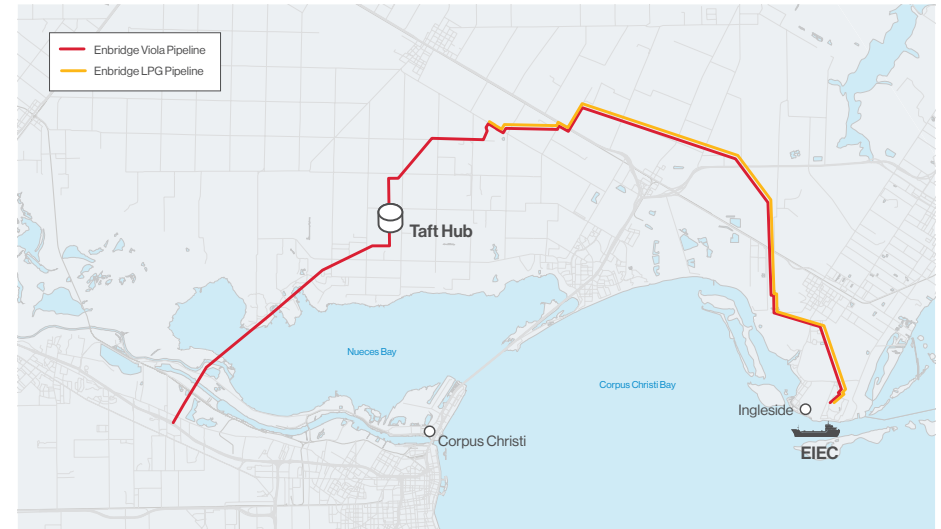 Enbridge Viola Pipeline
Enbridge LPG Pipeline
Taft Hub
Nueces Bay
Corpus Christi Bay
Ingleside
Corpus Christi
EIEC